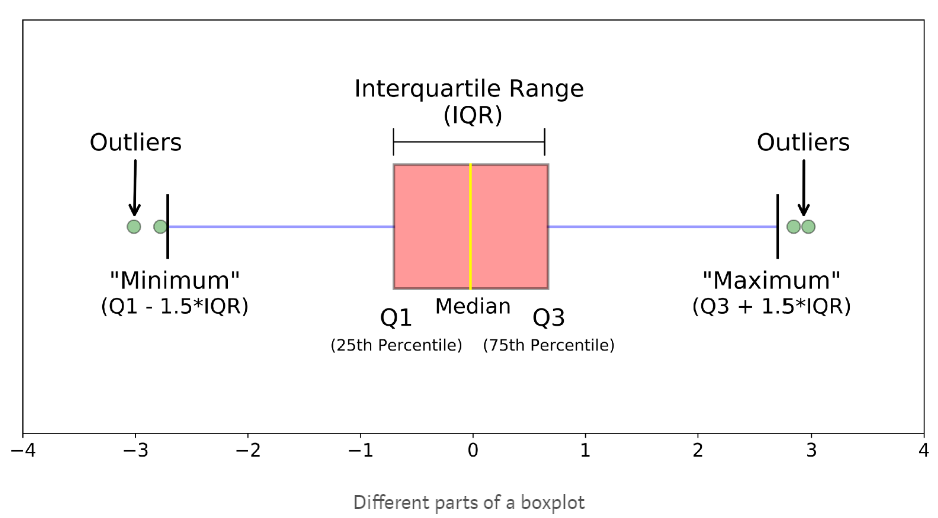 Interquartile Range
(IQR)
Outliers
Outliers
"Minimum"
(Q1 - 1.5*IQR)
"Maximum"
(Q3 + 1.5*IQR)
Median
Q1
Q3
(25th Percentile)
(75th Percentile)
−4
−3
−2
−1
0
1
2
3
4
Different parts of a boxplot